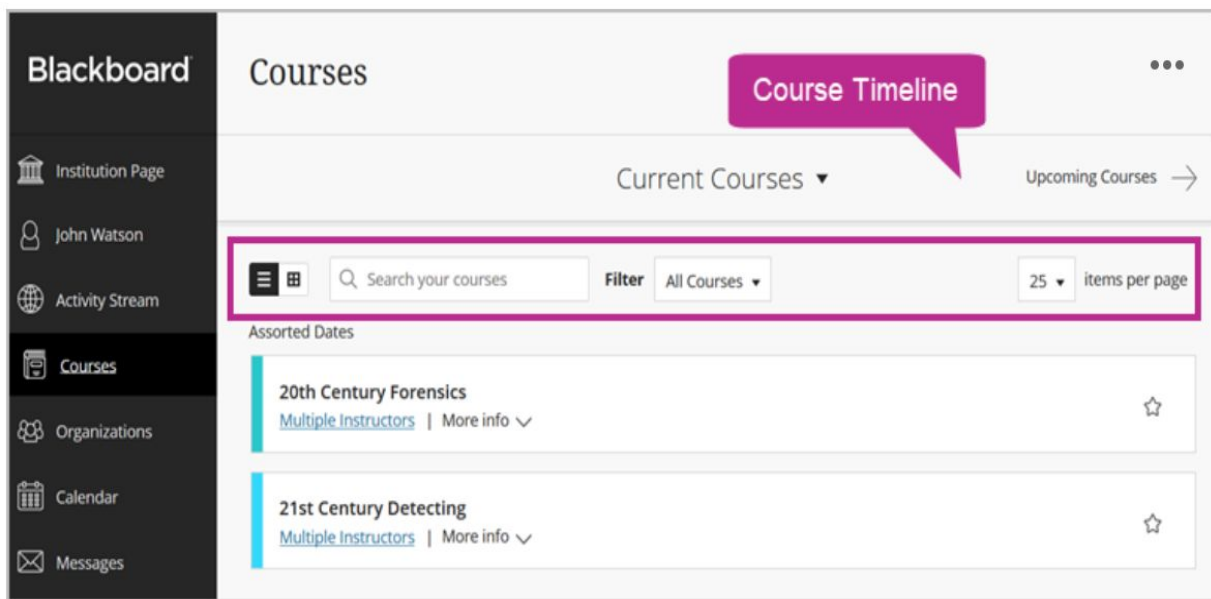 Blackboard
Institution Page
John Watson
Activity Stream
Courses
Organizations
Calendar
Messages
Courses
Course Timeline
Current Courses
Upcoming Courses
Search your courses
Filter All Courses
25 items per page
Assorted Dates
20th Century Forensics
Multiple Instructors | More info
21st Century Detecting
Multiple Instructors | More info